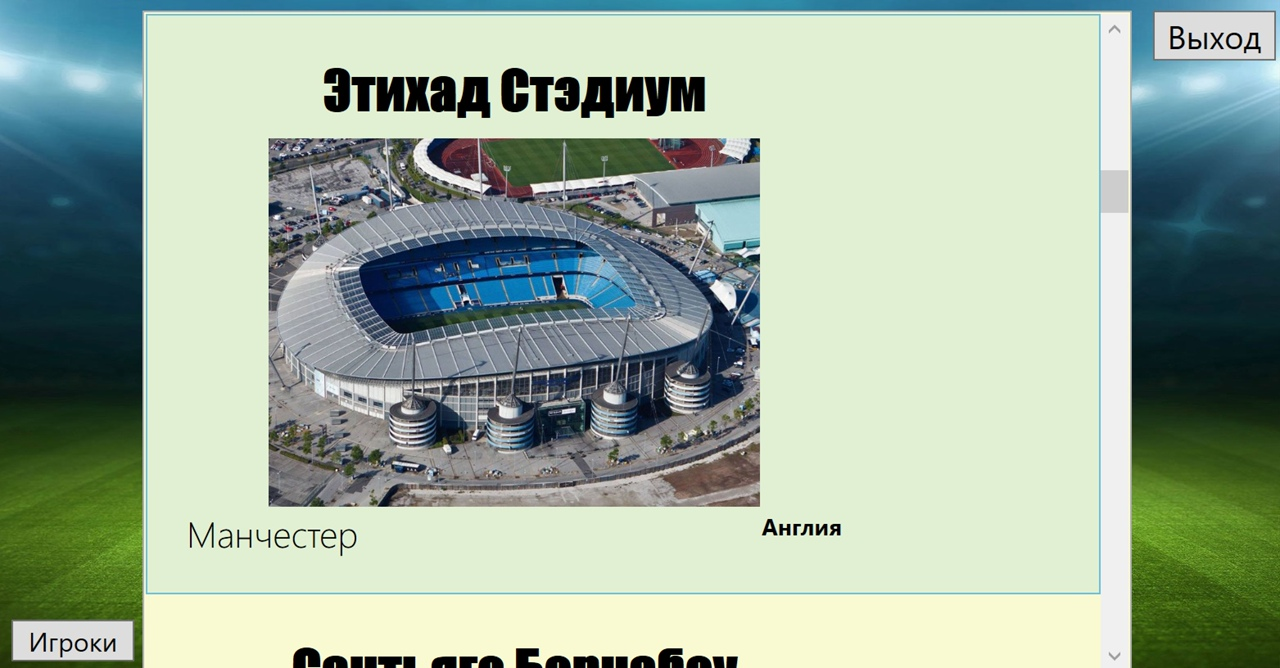 Выход
Этихад Стэдиум
Манчестер
Англия
Игроки